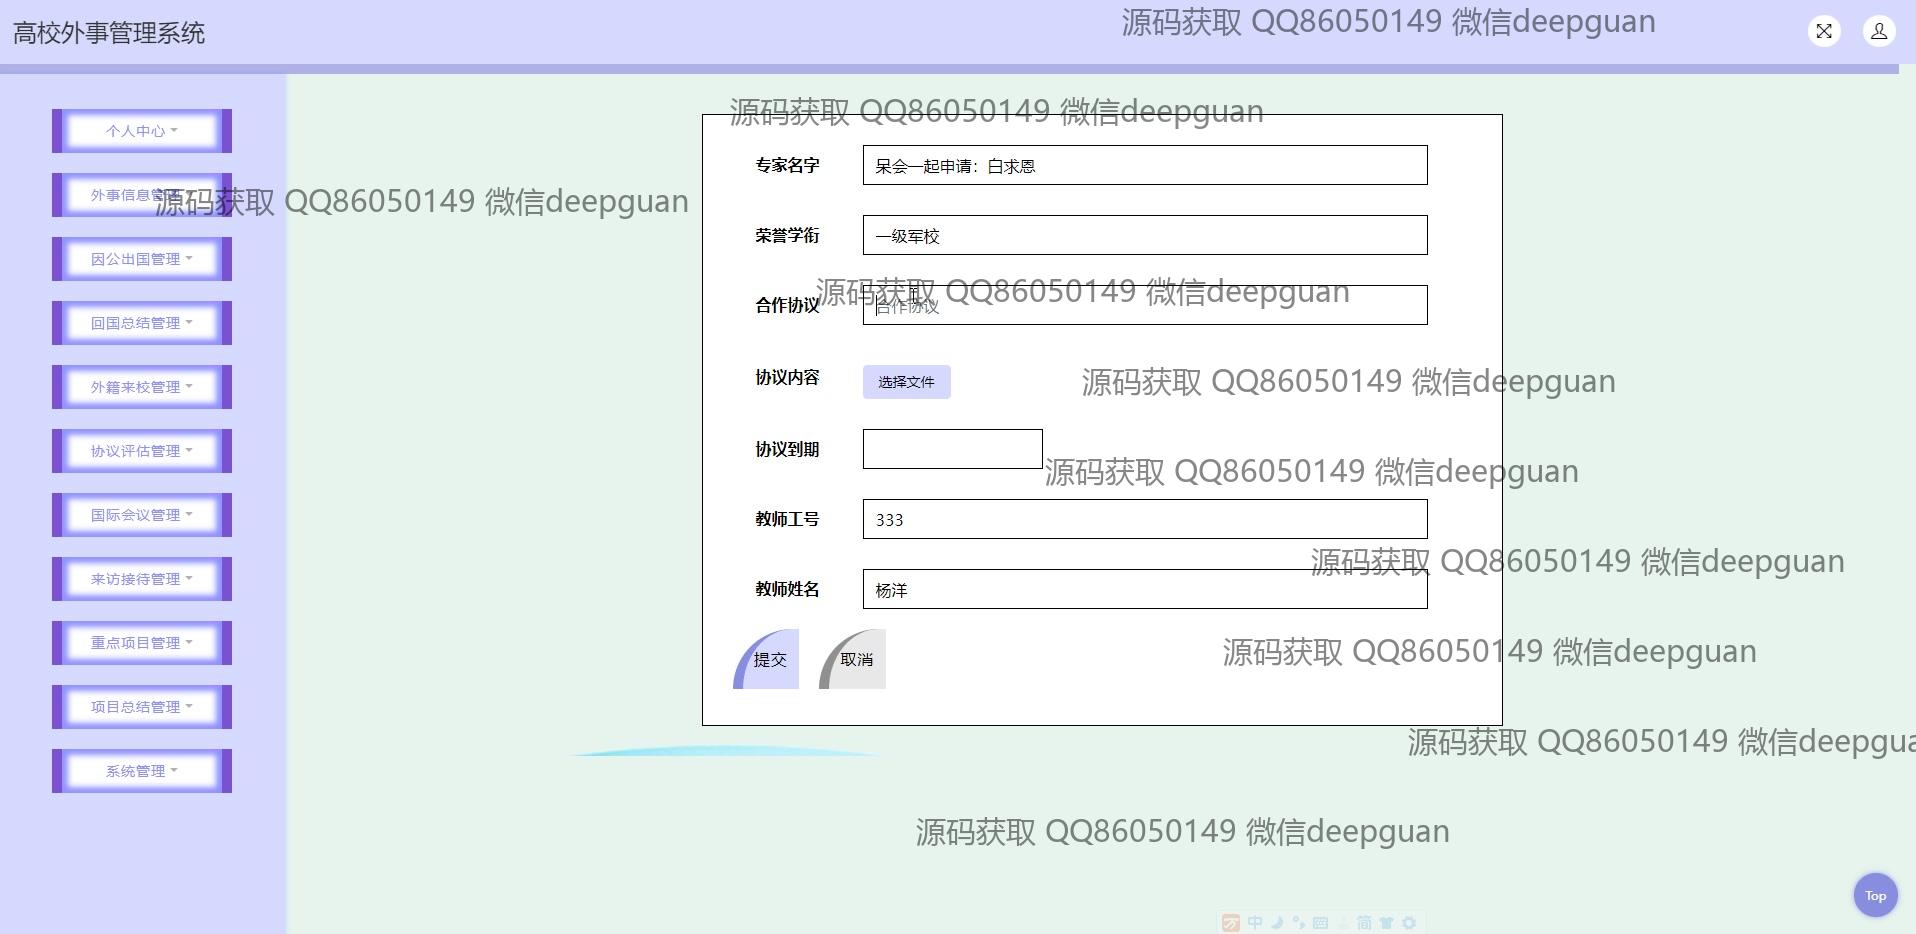 高校外事管理系统
源码获取 QQ86050149 微信deepguan
个人中心
外事信息管理
因公出国管理
回国总结管理
外籍来校管理
协议评估管理
国际会议管理
来访接待管理
重点项目管理
项目总结管理
系统管理
源码获取 QQ86050149 微信deepguan
源码获取 QQ86050149 微信deepguan
专家名字 呆会一起申请：白求恩
荣誉学衔 一级军校
源码获取 QQ86050149 微信deepguan
合作协议 合作协议
协议内容 选择文件
源码获取 QQ86050149 微信deepguan
协议到期
源码获取 QQ86050149 微信deepguan
教师工号 333
源码获取 QQ86050149 微信deepguan
教师姓名 杨洋
提交 取消
源码获取 QQ86050149 微信deepguan
源码获取 QQ86050149 微信deepgua
源码获取 QQ86050149 微信deepguan
Top
中 简